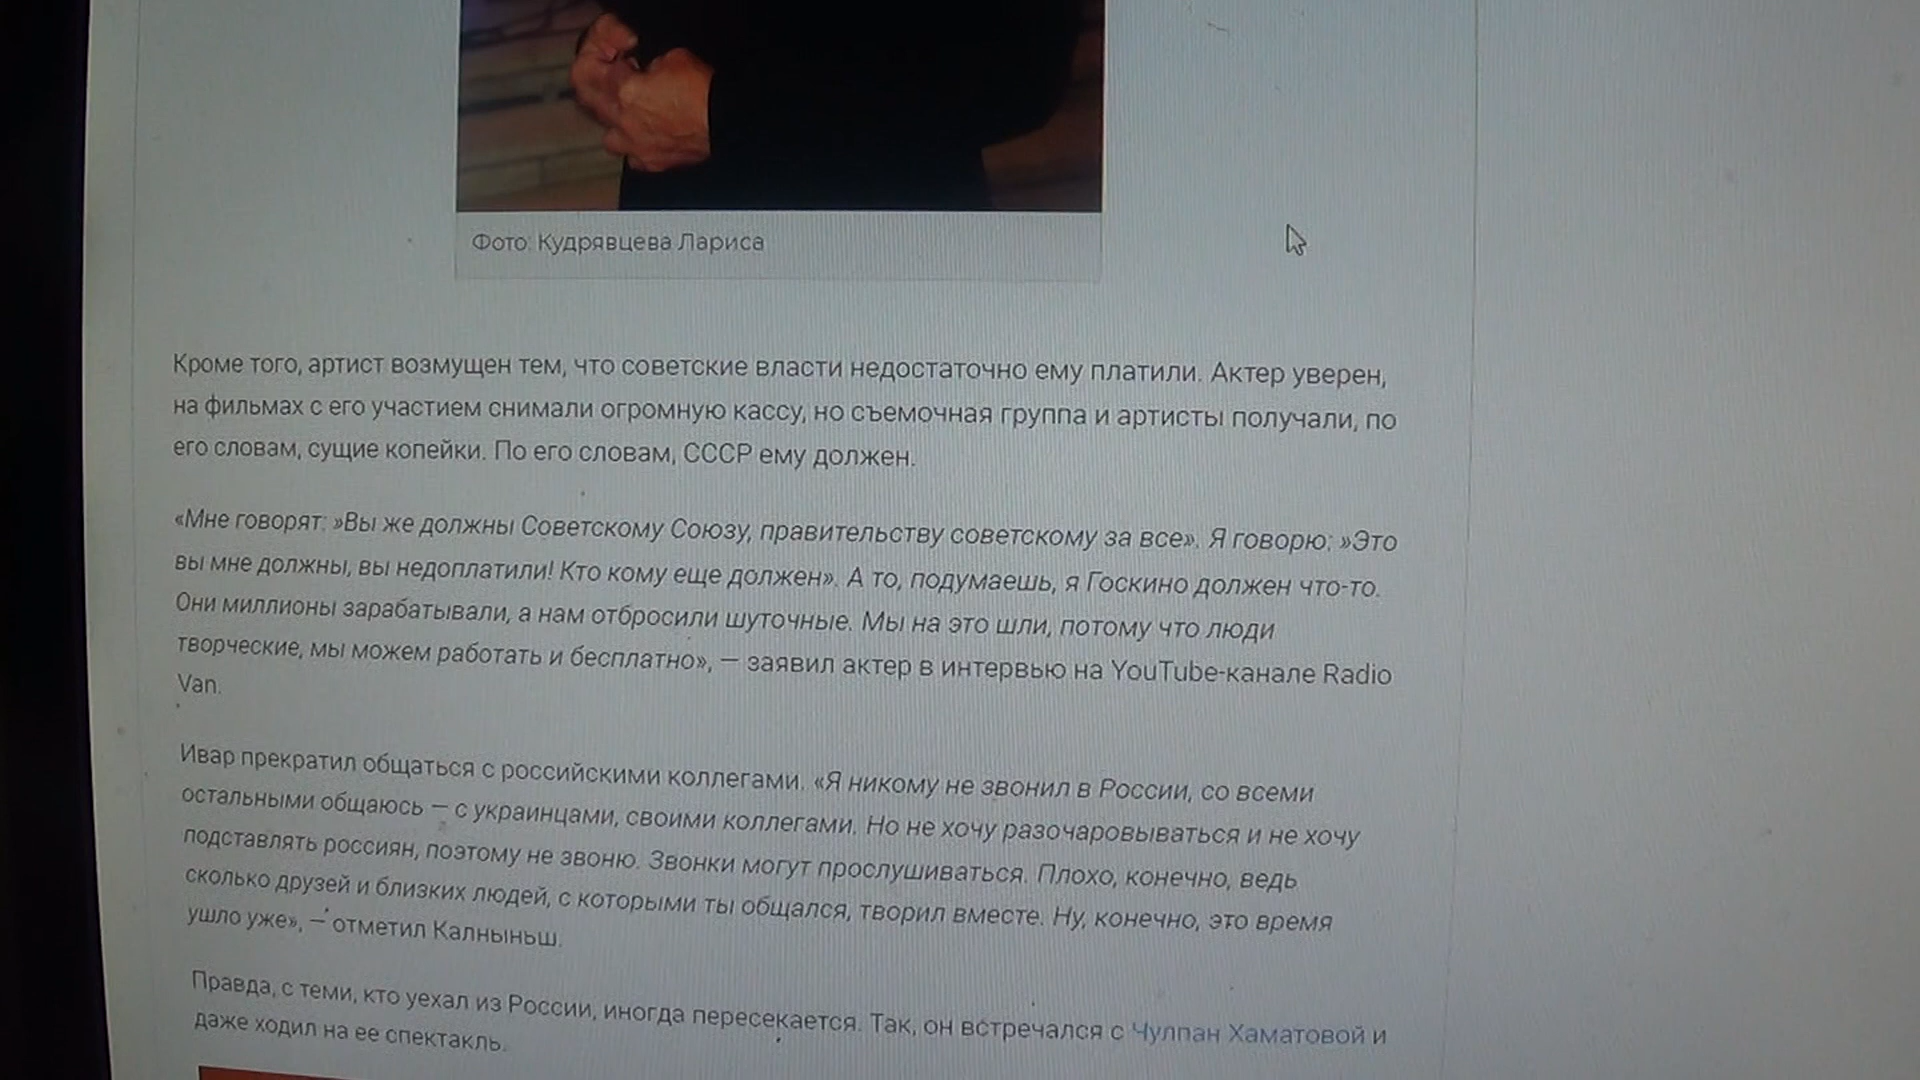 Фото: Кудрявцева Лариса
Кроме того, артист возмущен тем, что советские власти недостаточно ему платили. Актер уверен,
на фильмах с его участием снимали огромную кассу, но съемочная группа и артисты получали, по
его словам, сущие копейки. По его словам, СССР ему должен.
«Мне говорят: »Вы же должны Советскому Союзу, правительству советскому за все». Я говорю: »Это
вы мне должны, вы недоплатили! Кто кому еще должен». А то, подумаешь, я Госкино должен что-то.
Они миллионы зарабатывали, а нам отбросили шуточные. Мы на это шли, потому что люди
творческие, мы можем работать и бесплатно», — заявил актер в интервью на YouTube-канале Radio
Van.
Ивар прекратил общаться с российскими коллегами. «Я никому не звонил в России, со всеми
остальными общаюсь — с украинцами, своими коллегами. Но не хочу разочаровываться и не хочу
подставлять россиян, поэтому не звоню. Звонки могут прослушиваться. Плохо, конечно, ведь
сколько друзей и близких людей, с которыми ты общался, творил вместе. Ну, конечно, это время
ушло уже», — отметил Калныньш.
Правда, с теми, кто уехал из России, иногда пересекается. Так, он встречался с Чулпан Хаматовой и
даже ходил на ее спектакль.